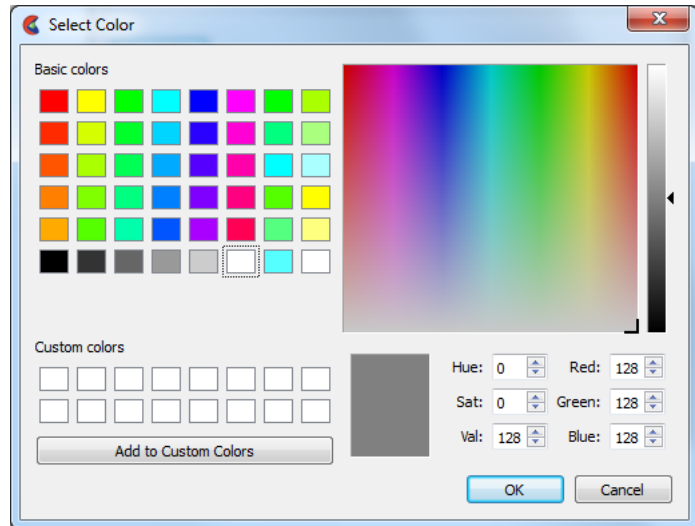 Select Color
Basic colors
Custom colors
Add to Custom Colors
Hue: 0 Red: 128
Sat: 0 Green: 128
Val: 128 Blue: 128
OK Cancel